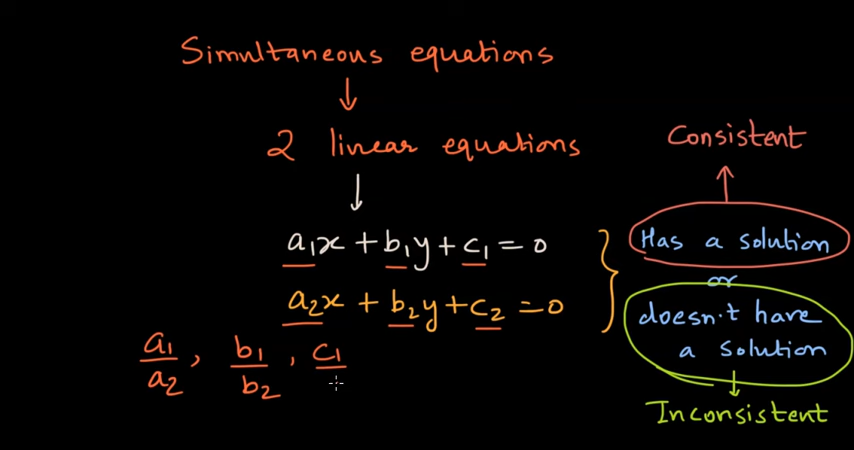 Simultaneous equations
↓
2 linear equations
↓
Consistent
↑
a₁x + b₁y + c₁ = 0
a₂x + b₂y + c₂ = 0
Has a solution
or
doesn't have
a solution
↓
Inconsistent
a₁/a₂, b₁/b₂, c₁/